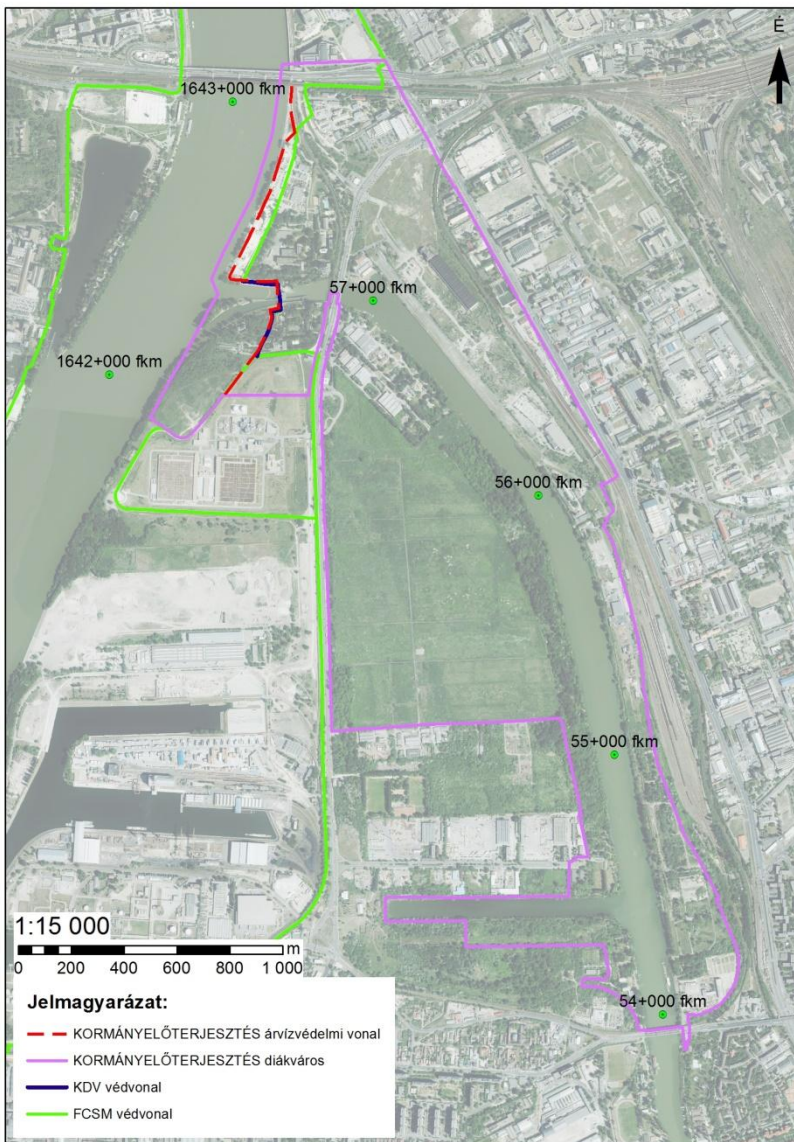 É
1643+000 fkm
57+000 fkm
1642+000 fkm
56+000 fkm
55+000 fkm
1:15 000
m
0 200 400 600 800 1 000
54+000 fkm
Jelmagyarázat:
KORMÁNYELŐTERJESZTÉS árvízvédelmi vonal
KORMÁNYELŐTERJESZTÉS diákváros
KDV védvonal
FCSM védvonal